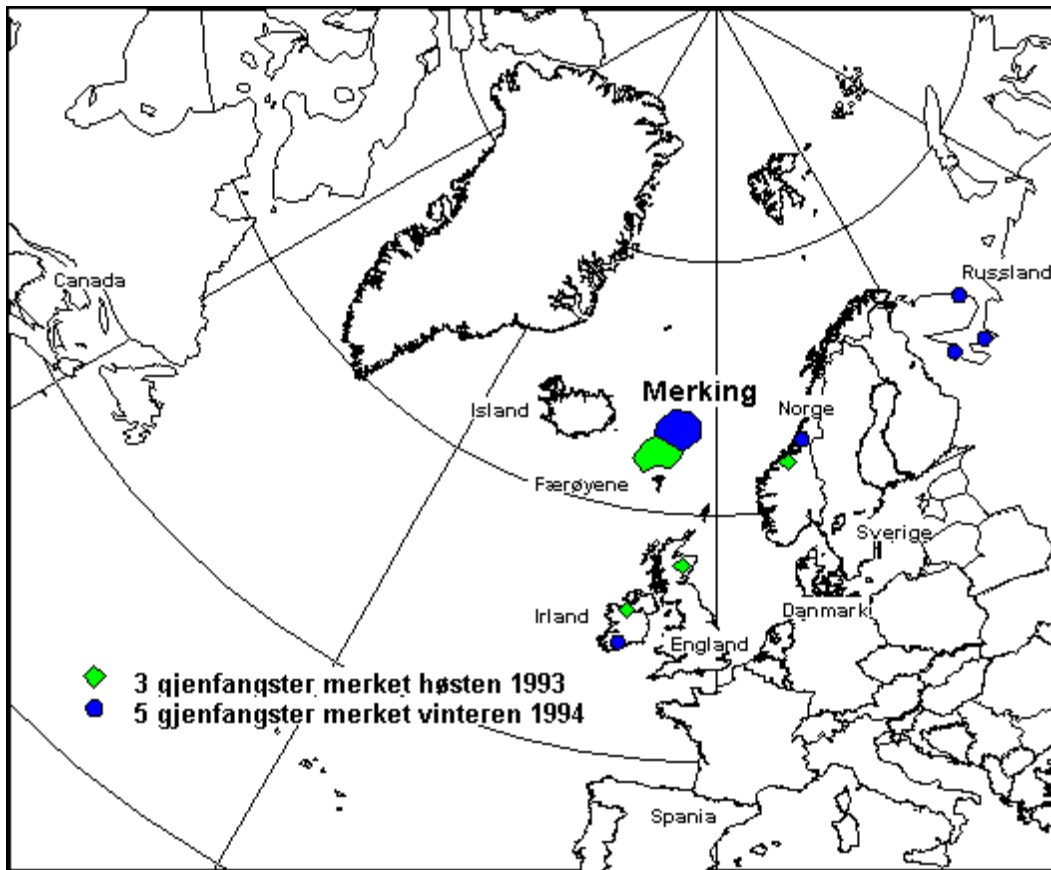 Russland
Canada
Merking
Island
Norge
Færøyene
Sverige
Irland
Danmark
England
3 gjenfangster merket høsten 1993
5 gjenfangster merket vinteren 1994
Spania